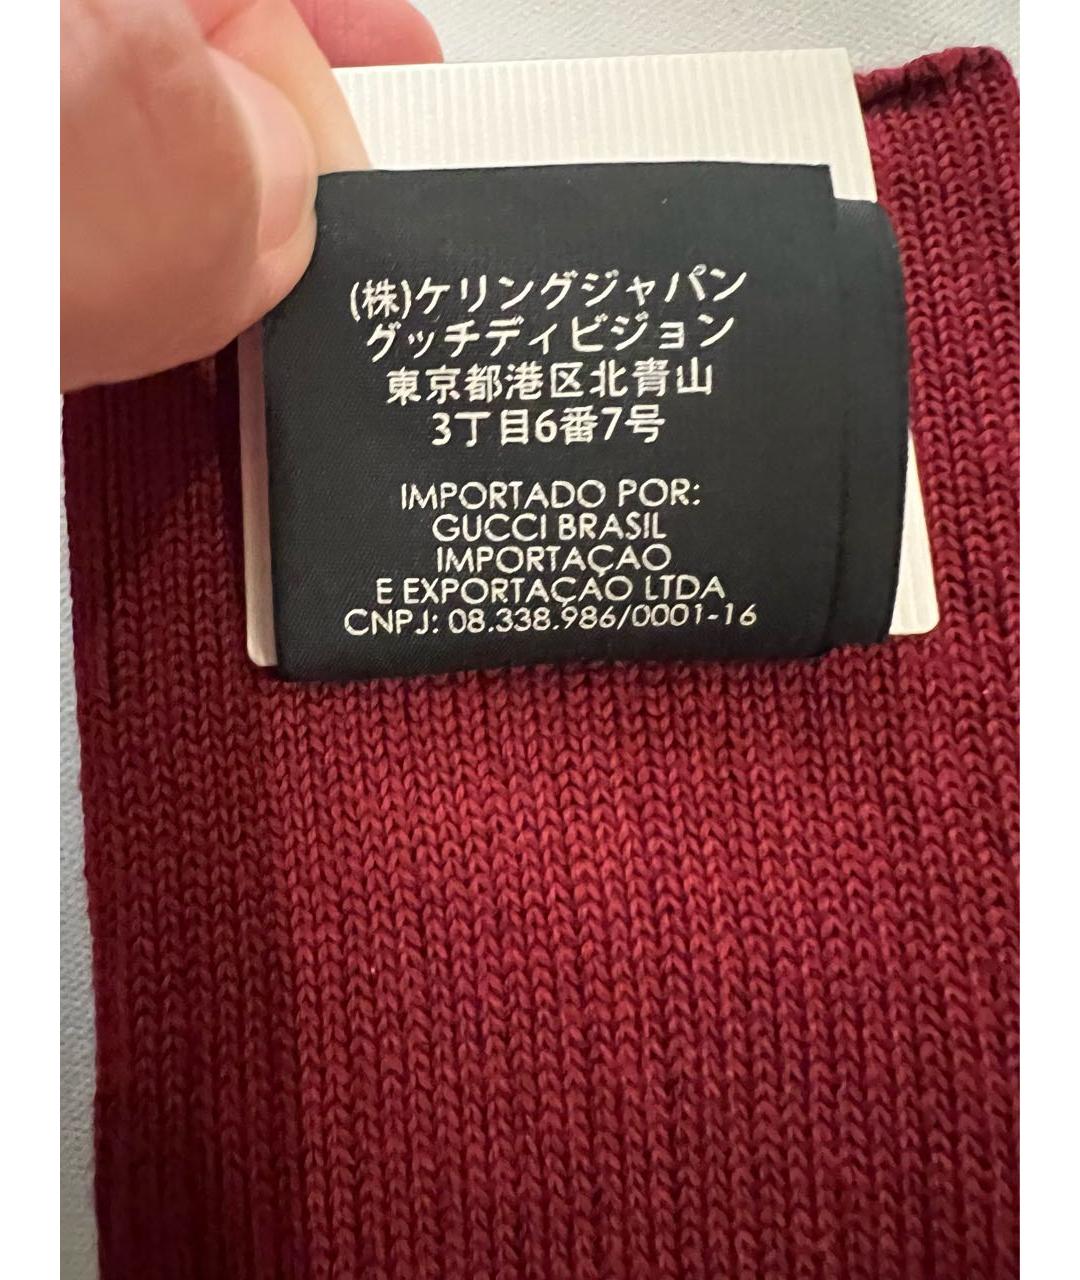 (株)ケリングジャパン
グッチディビジョン
東京都港区北青山
3丁目6番7号
IMPORTADO POR:
GUCCI BRASIL
IMPORTAÇAO
E EXPORTAÇAO LTDA
CNPJ: 08.338.986/0001-16